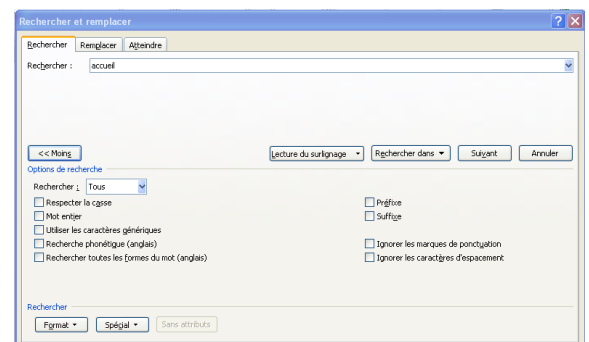 Rechercher et remplacer
Rechercher Remplacer Atteindre
Rechercher : accueil
<< Moins Lecture du surlignage Rechercher dans Suivant Annuler
Options de recherche
Rechercher : Tous
Respecter la casse Préfixe
Mot entier Suffixe
Utiliser les caractères génériques
Recherche phonétique (anglais) Ignorer les marques de ponctuation
Rechercher toutes les formes du mot (anglais) Ignorer les caractères d'espacement
Rechercher
Format Spécial Sans attributs